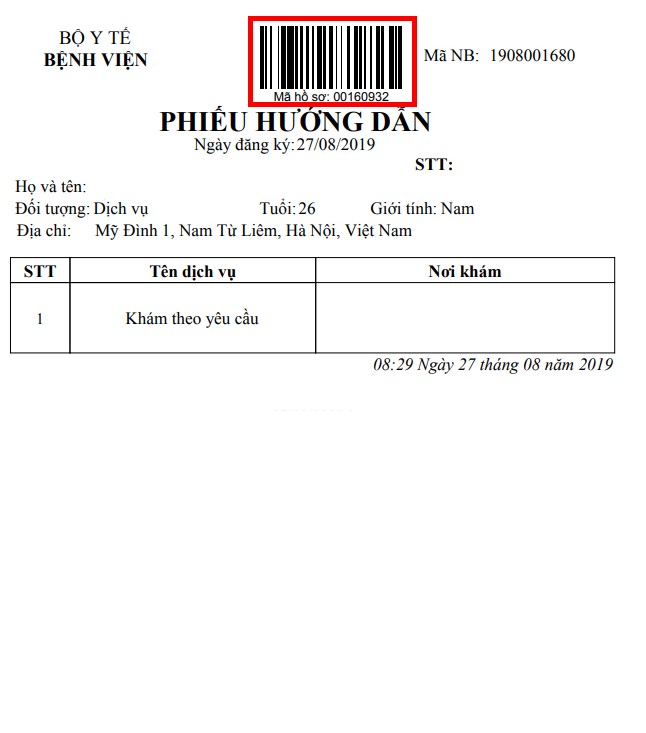 BỘ Y TẾ
BỆNH VIỆN
Mã hồ sơ: 00160932
Mã NB: 1908001680
PHIẾU HƯỚNG DẪN
Ngày đăng ký:27/08/2019
STT:
Họ và tên:
Đối tượng: Dịch vụ Tuổi: 26 Giới tính: Nam
Địa chỉ: Mỹ Đình 1, Nam Từ Liêm, Hà Nội, Việt Nam
STT Tên dịch vụ Nơi khám
1 Khám theo yêu cầu
08:29 Ngày 27 tháng 08 năm 2019